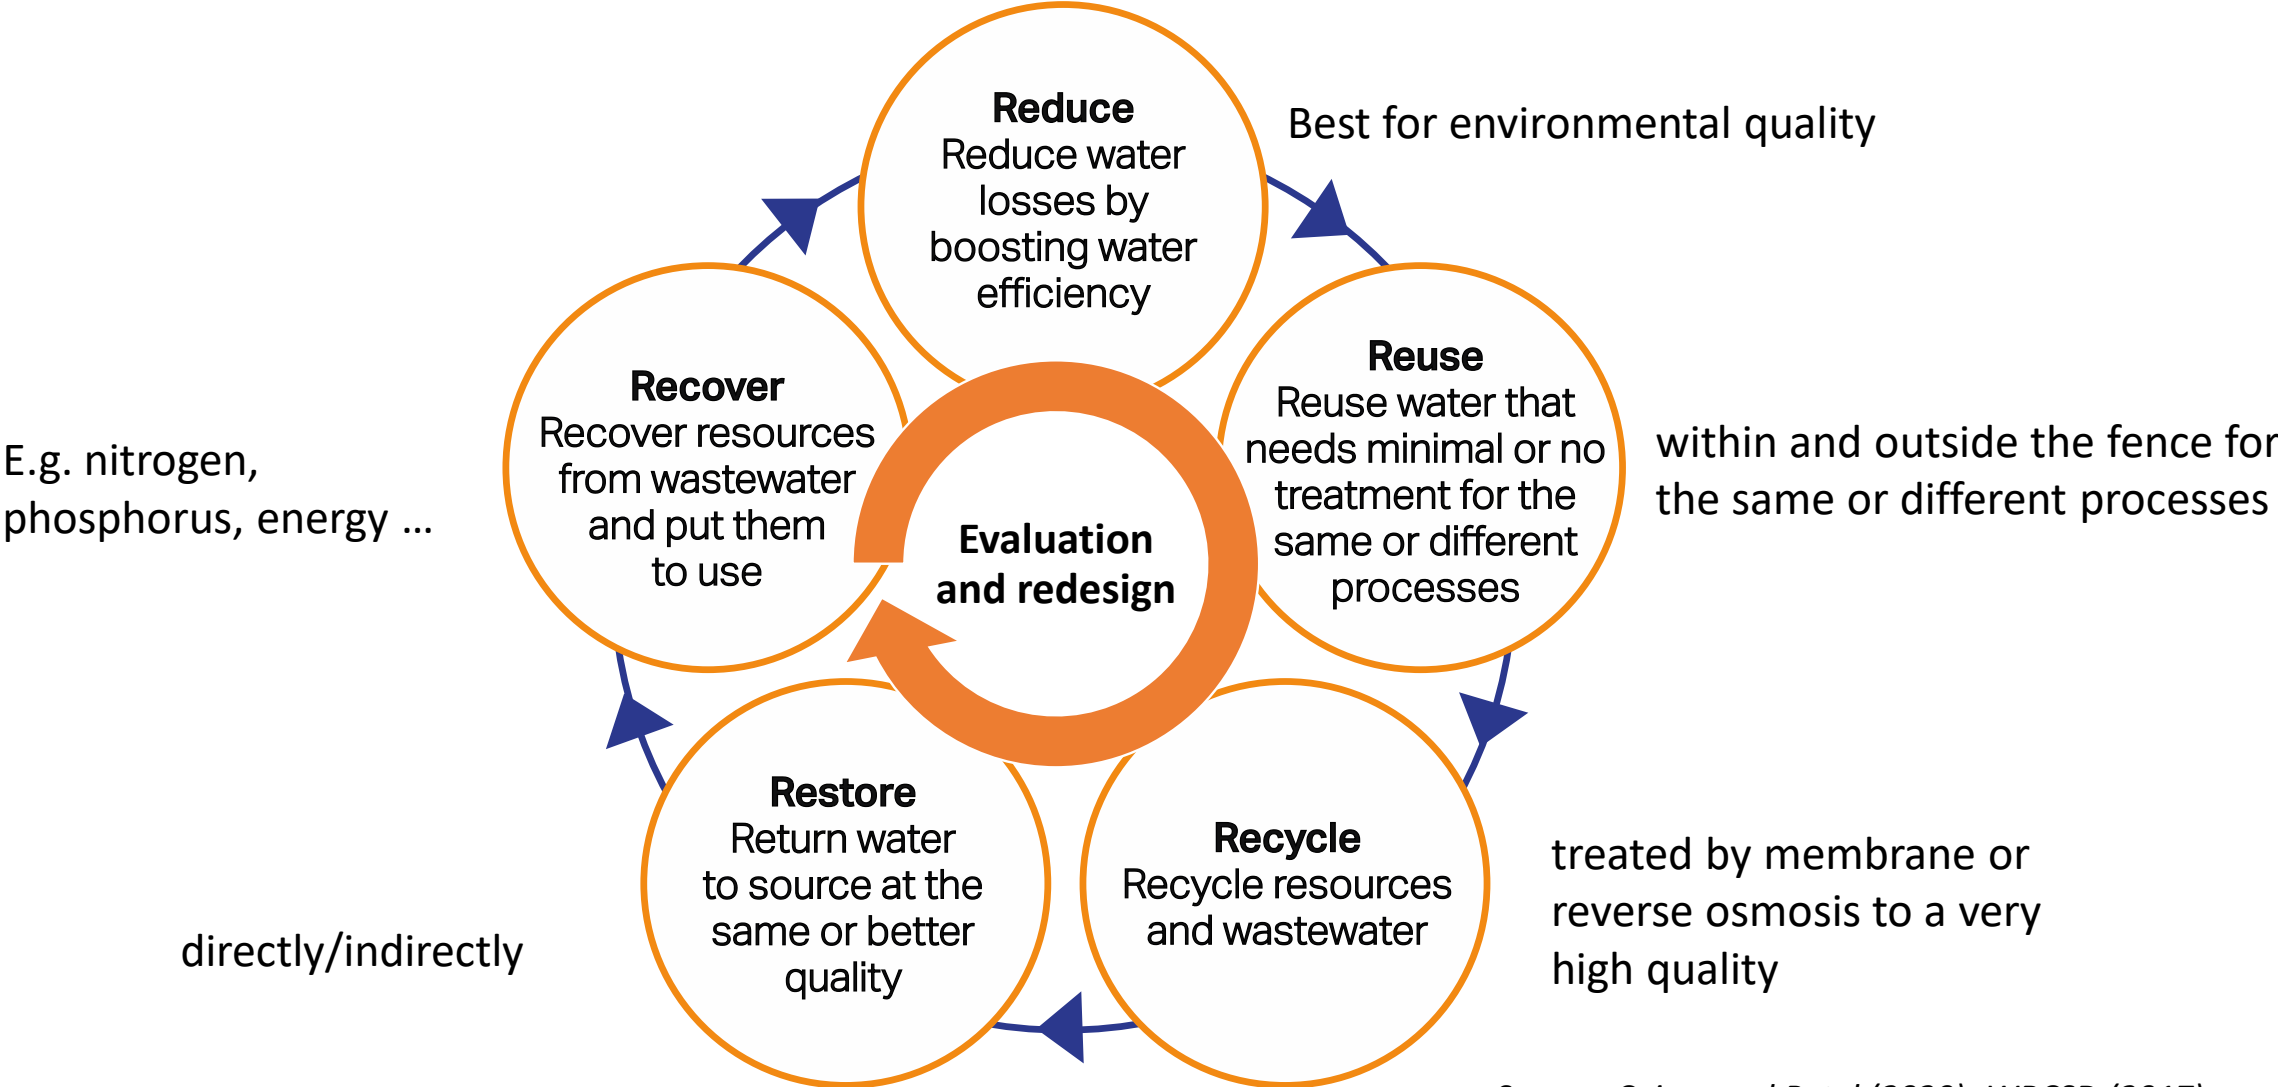 Reduce
Reduce water
losses by
boosting water
efficiency
Best for environmental quality
Reuse
Reuse water that
needs minimal or no
treatment for the
same or different
processes
within and outside the fence for
the same or different processes
Recycle
Recycle resources
and wastewater
treated by membrane or
reverse osmosis to a very
high quality
Restore
Return water
to source at the
same or better
quality
directly/indirectly
Recover
Recover resources
from wastewater
and put them
to use
E.g. nitrogen,
phosphorus, energy ...
Evaluation
and redesign